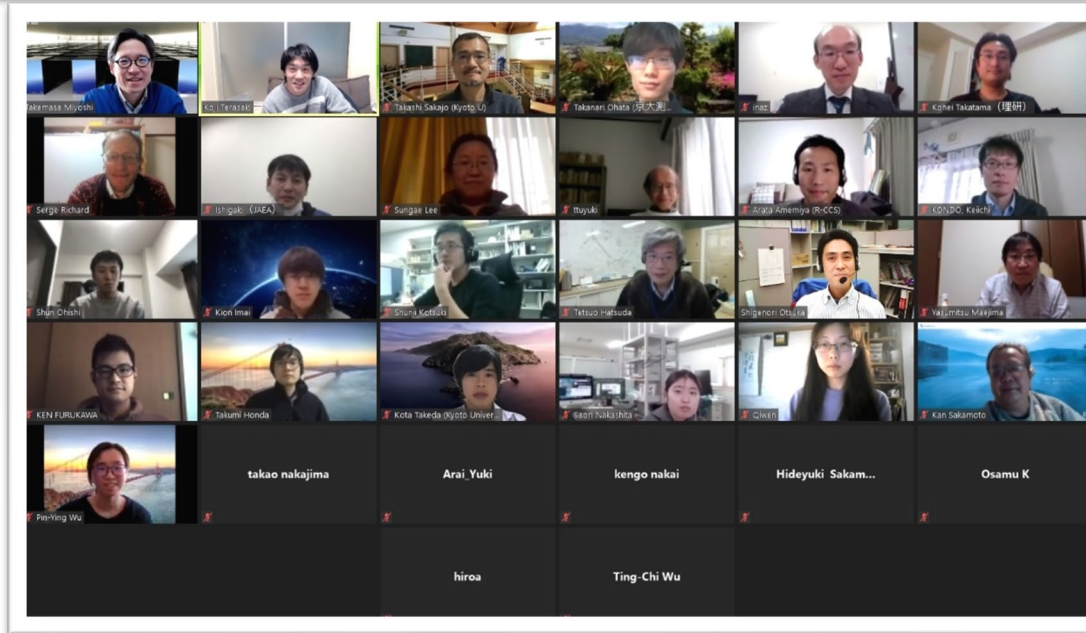 Takemasa Miyoshi
Koji Terasaki
Takashi Sakajo (Kyoto U)
Takanari Ohata (京大測...
inaz
Kohei Takatama (理研)
Serge Richard
Ishigaki (JAEA)
Sungae Lee
ttuyuki
Arata Amemiya (R-CCS)
KONDO, Keiichi
Shun Ohishi
Kion Imai
Shunji Kotsuki
Tetsuo Hatsuda
Shigenori Otsuka
Yasumitsu Maejima
KEN FURUKAWA
Takumi Honda
Kota Takeda (Kyoto Univer...
Saori Nakashita
Qiwen
Kan Sakamoto
Pin-Ying Wu
takao nakajima
Arai_Yuki
kengo nakai
Hideyuki Sakam...
Osamu K
hiroa
Ting-Chi Wu